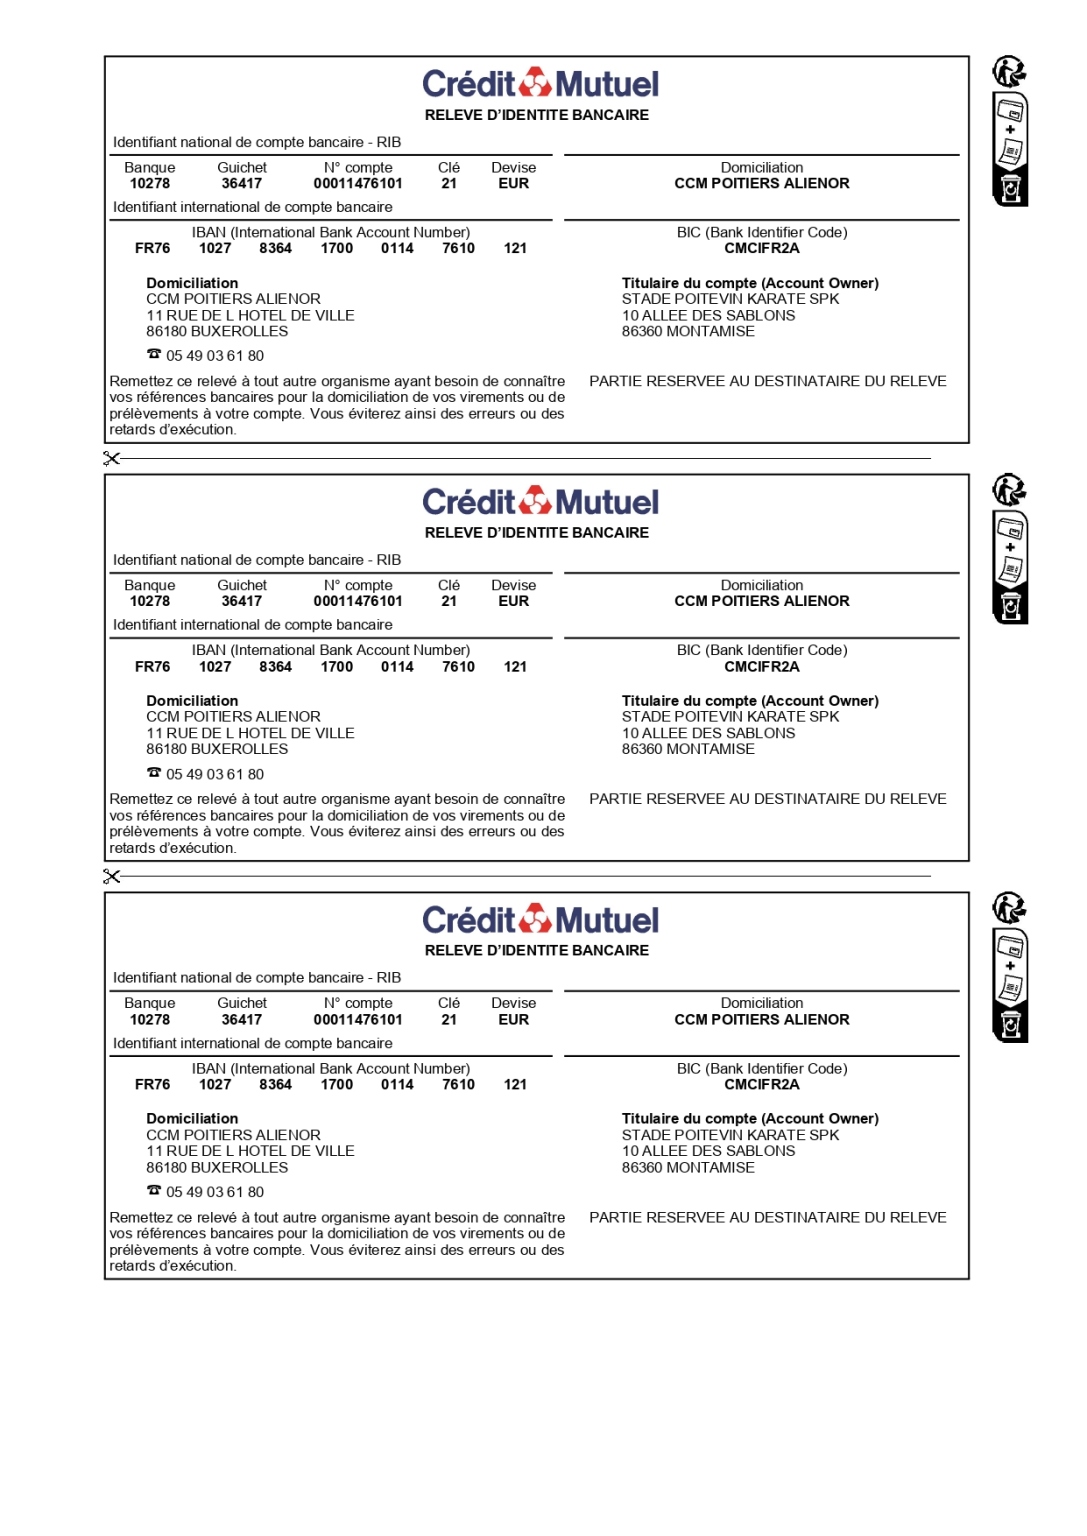 Crédit Mutuel
RELEVE D’IDENTITE BANCAIRE
Identifiant national de compte bancaire - RIB
Banque Guichet N° compte Clé Devise Domiciliation
10278 36417 00011476101 21 EUR CCM POITIERS ALIENOR
Identifiant international de compte bancaire
IBAN (International Bank Account Number) BIC (Bank Identifier Code)
FR76 1027 8364 1700 0114 7610 121 CMCIFR2A
Domiciliation
CCM POITIERS ALIENOR
11 RUE DE L HOTEL DE VILLE
86180 BUXEROLLES
☎ 05 49 03 61 80
Titulaire du compte (Account Owner)
STADE POITEVIN KARATE SPK
10 ALLEE DES SABLONS
86360 MONTAMISE
Remettez ce relevé à tout autre organisme ayant besoin de connaître
vos références bancaires pour la domiciliation de vos virements ou de
prélèvements à votre compte. Vous éviterez ainsi des erreurs ou des
retards d’exécution.
PARTIE RESERVEE AU DESTINATAIRE DU RELEVE
Crédit Mutuel
RELEVE D’IDENTITE BANCAIRE
Identifiant national de compte bancaire - RIB
Banque Guichet N° compte Clé Devise Domiciliation
10278 36417 00011476101 21 EUR CCM POITIERS ALIENOR
Identifiant international de compte bancaire
IBAN (International Bank Account Number) BIC (Bank Identifier Code)
FR76 1027 8364 1700 0114 7610 121 CMCIFR2A
Domiciliation
CCM POITIERS ALIENOR
11 RUE DE L HOTEL DE VILLE
86180 BUXEROLLES
☎ 05 49 03 61 80
Titulaire du compte (Account Owner)
STADE POITEVIN KARATE SPK
10 ALLEE DES SABLONS
86360 MONTAMISE
Remettez ce relevé à tout autre organisme ayant besoin de connaître
vos références bancaires pour la domiciliation de vos virements ou de
prélèvements à votre compte. Vous éviterez ainsi des erreurs ou des
retards d’exécution.
PARTIE RESERVEE AU DESTINATAIRE DU RELEVE
Crédit Mutuel
RELEVE D’IDENTITE BANCAIRE
Identifiant national de compte bancaire - RIB
Banque Guichet N° compte Clé Devise Domiciliation
10278 36417 00011476101 21 EUR CCM POITIERS ALIENOR
Identifiant international de compte bancaire
IBAN (International Bank Account Number) BIC (Bank Identifier Code)
FR76 1027 8364 1700 0114 7610 121 CMCIFR2A
Domiciliation
CCM POITIERS ALIENOR
11 RUE DE L HOTEL DE VILLE
86180 BUXEROLLES
☎ 05 49 03 61 80
Titulaire du compte (Account Owner)
STADE POITEVIN KARATE SPK
10 ALLEE DES SABLONS
86360 MONTAMISE
Remettez ce relevé à tout autre organisme ayant besoin de connaître
vos références bancaires pour la domiciliation de vos virements ou de
prélèvements à votre compte. Vous éviterez ainsi des erreurs ou des
retards d’exécution.
PARTIE RESERVEE AU DESTINATAIRE DU RELEVE